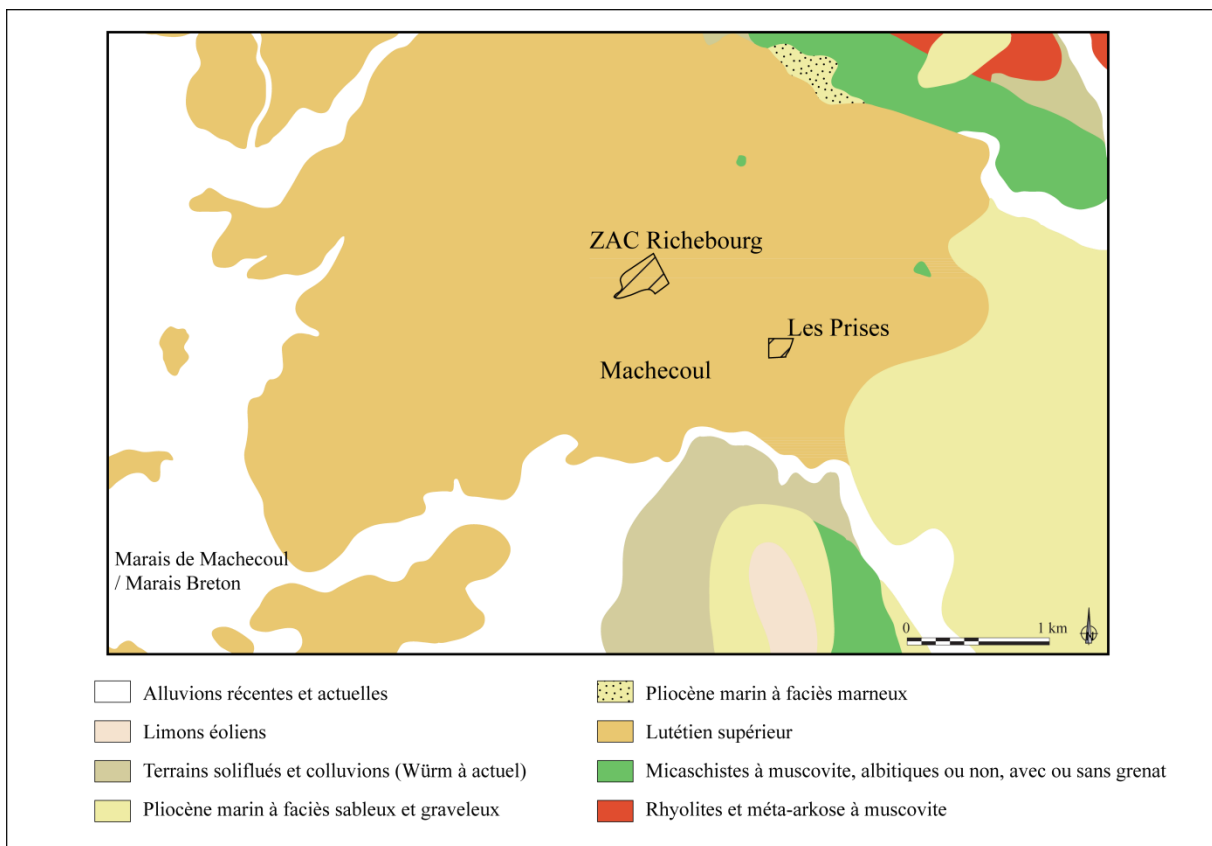 ZAC Richebourg
Les Prises
Machecoul
Marais de Machecoul
/ Marais Breton
0 1 km
N
Alluvions récentes et actuelles
Limons éoliens
Terrains soliflués et colluvions (Würm à actuel)
Pliocène marin à faciès sableux et graveleux
Pliocène marin à faciès marneux
Lutétien supérieur
Micaschistes à muscovite, albitiques ou non, avec ou sans grenat
Rhyolites et méta-arkose à muscovite